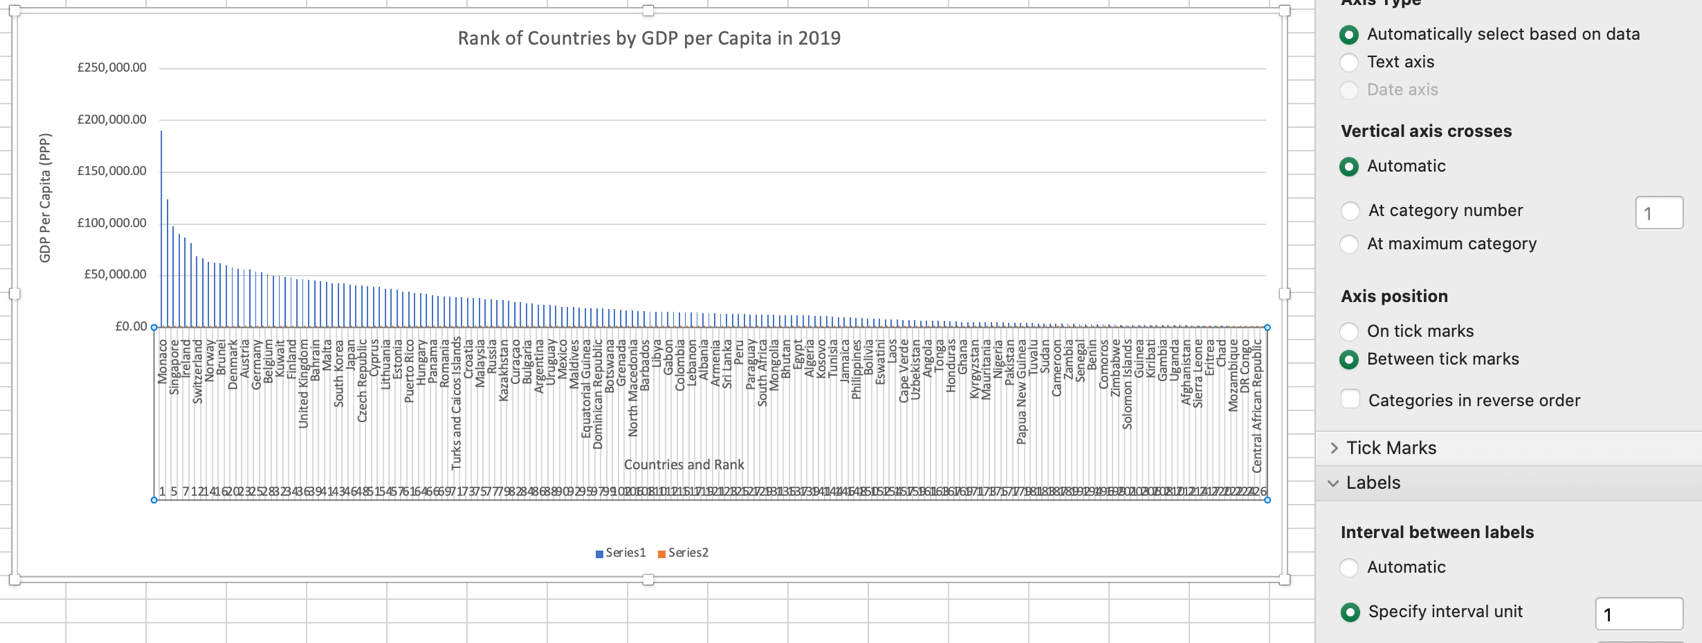 Rank of Countries by GDP per Capita in 2019
£250,000.00
£200,000.00
£150,000.00
£100,000.00
£50,000.00
£0.00
GDP Per Capita (PPP)
Monaco
Singapore
Ireland
Switzerland
Norway
Brunei
Denmark
Austria
Germany
Belgium
Kuwait
Finland
United Kingdom
Bahrain
Malta
South Korea
Japan
Czech Republic
Cyprus
Lithuania
Estonia
Puerto Rico
Hungary
Panama
Romania
Turks and Caicos Islands
Croatia
Malaysia
Russia
Kazakhstan
Curaçao
Bulgaria
Argentina
Uruguay
Mexico
Maldives
Equatorial Guinea
Dominican Republic
Botswana
Grenada
North Macedonia
Barbados
Libya
Gabon
Colombia
Lebanon
Albania
Armenia
Sri Lanka
Peru
Paraguay
South Africa
Mongolia
Bhutan
Egypt
Algeria
Kosovo
Tunisia
Jamaica
Philippines
Bolivia
Laos
Eswatini
Cape Verde
Uzbekistan
Angola
Tonga
Honduras
Ghana
Kyrgyzstan
Mauritania
Nigeria
Pakistan
Papua New Guinea
Tuvalu
Sudan
Cameroon
Zambia
Senegal
Benin
Comoros
Zimbabwe
Solomon Islands
Guinea
Kiribati
Gambia
Uganda
Afghanistan
Sierra Leone
Eritrea
Chad
Mozambique
DR Congo
Central African Republic
Countries and Rank
1 5 7
Series1 Series2
Axis Type
Automatically select based on data
Text axis
Date axis
Vertical axis crosses
Automatic
At category number 1
At maximum category
Axis position
On tick marks
Between tick marks
Categories in reverse order
Tick Marks
Labels
Interval between labels
Automatic
Specify interval unit 1